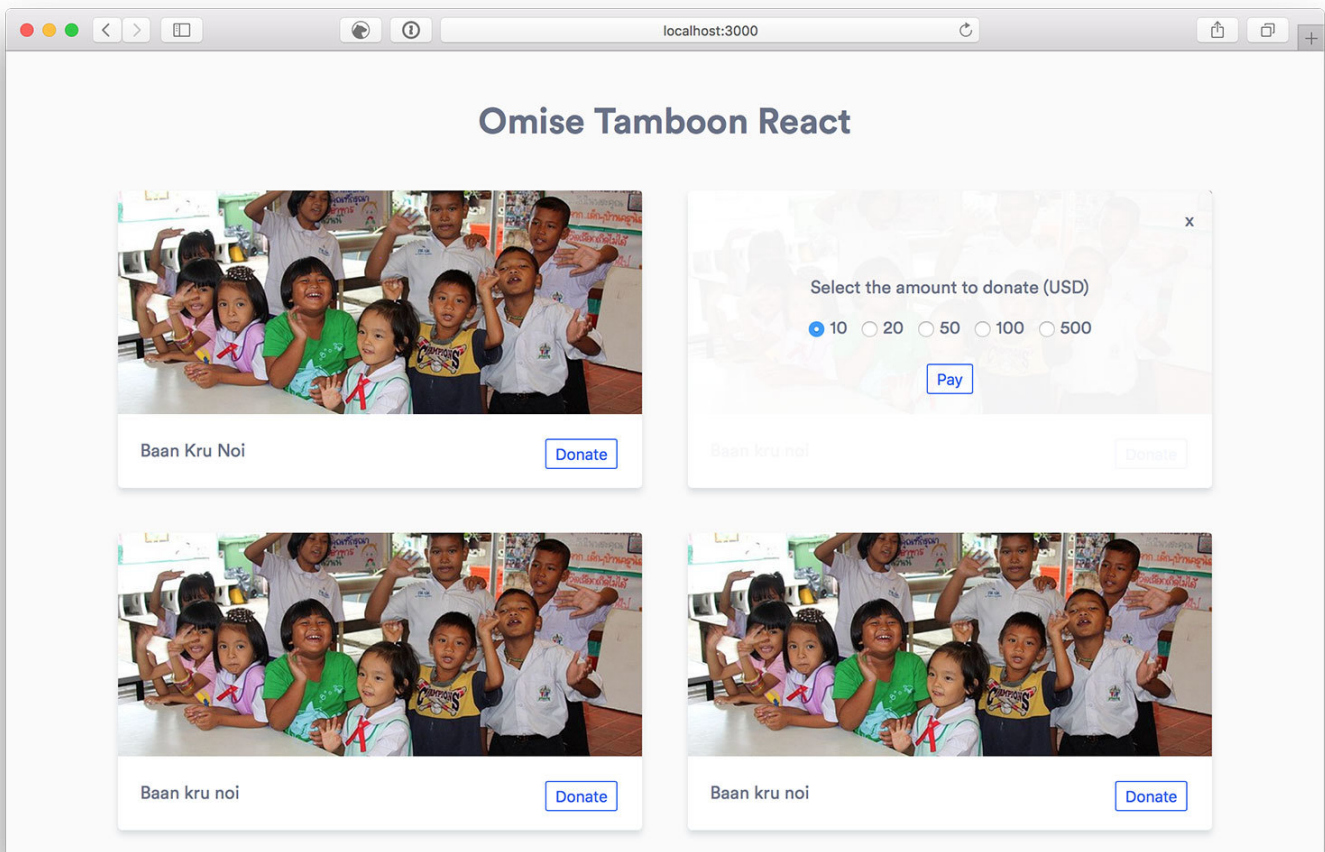 localhost:3000
Omise Tamboon React
x
Select the amount to donate (USD)
10 20 50 100 500
Pay
Baan Kru Noi
Donate
Baan kru noi
Donate
CHAMPIONS
Baan kru noi
Donate
Baan kru noi
Donate